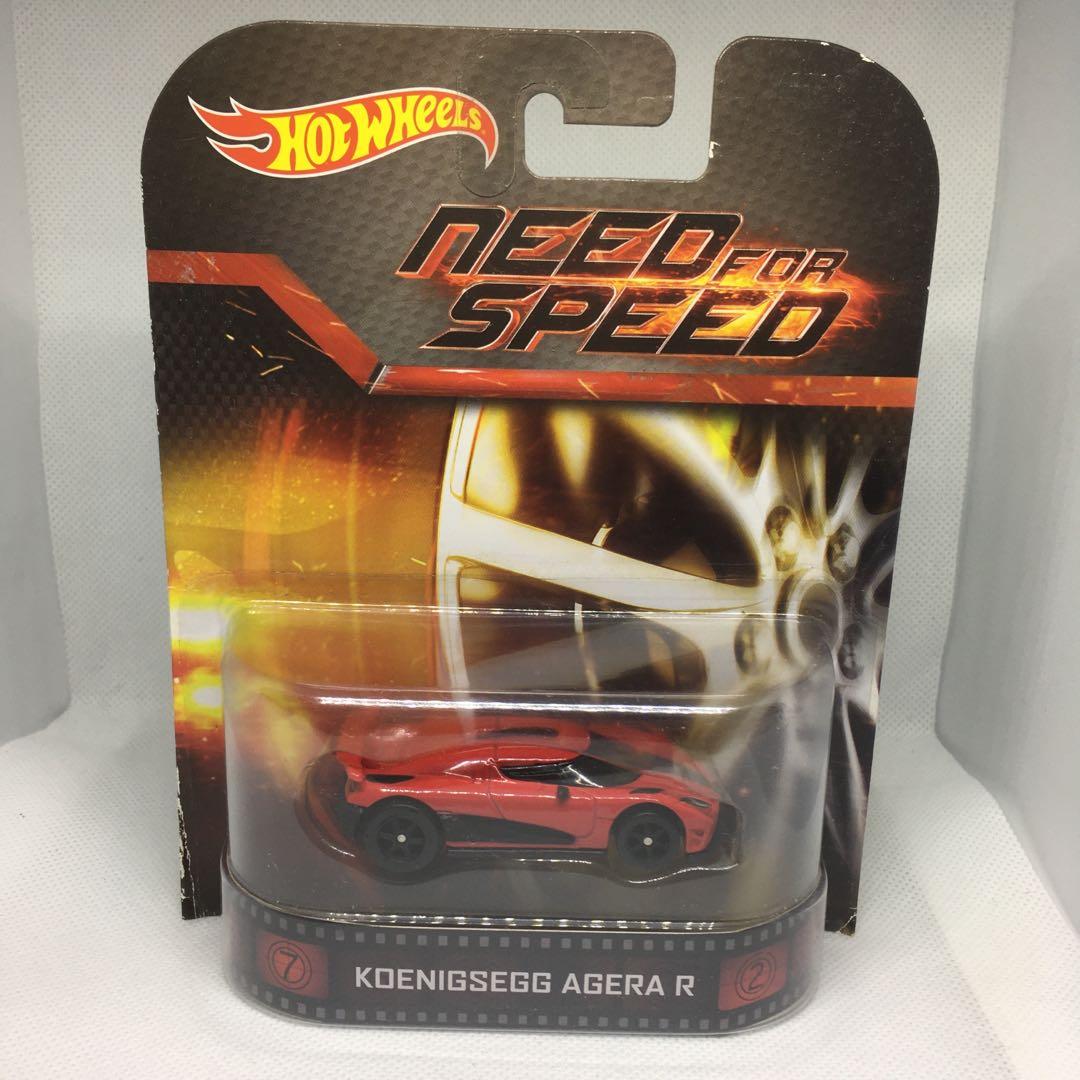 Hot Wheels
NEED FOR
SPEED
7 KOENIGSEGG AGERA R 2